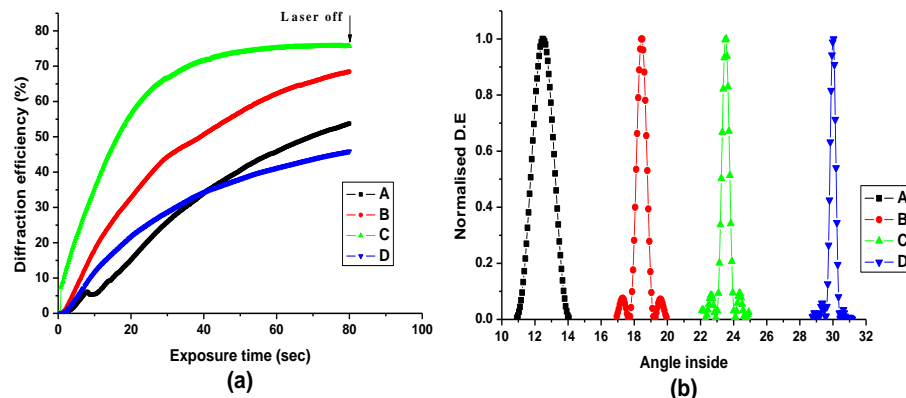 Laser off
Diffraction efficiency (%)
80
70
60
50
40
30
20
10
0
0 20 40 60 80 100
Exposure time (sec)
A
B
C
D
(a)
Normalised D.E
1.0
0.8
0.6
0.4
0.2
0.0
10 12 14 16 18 20 22 24 26 28 30 32
Angle inside
A
B
C
D
(b)